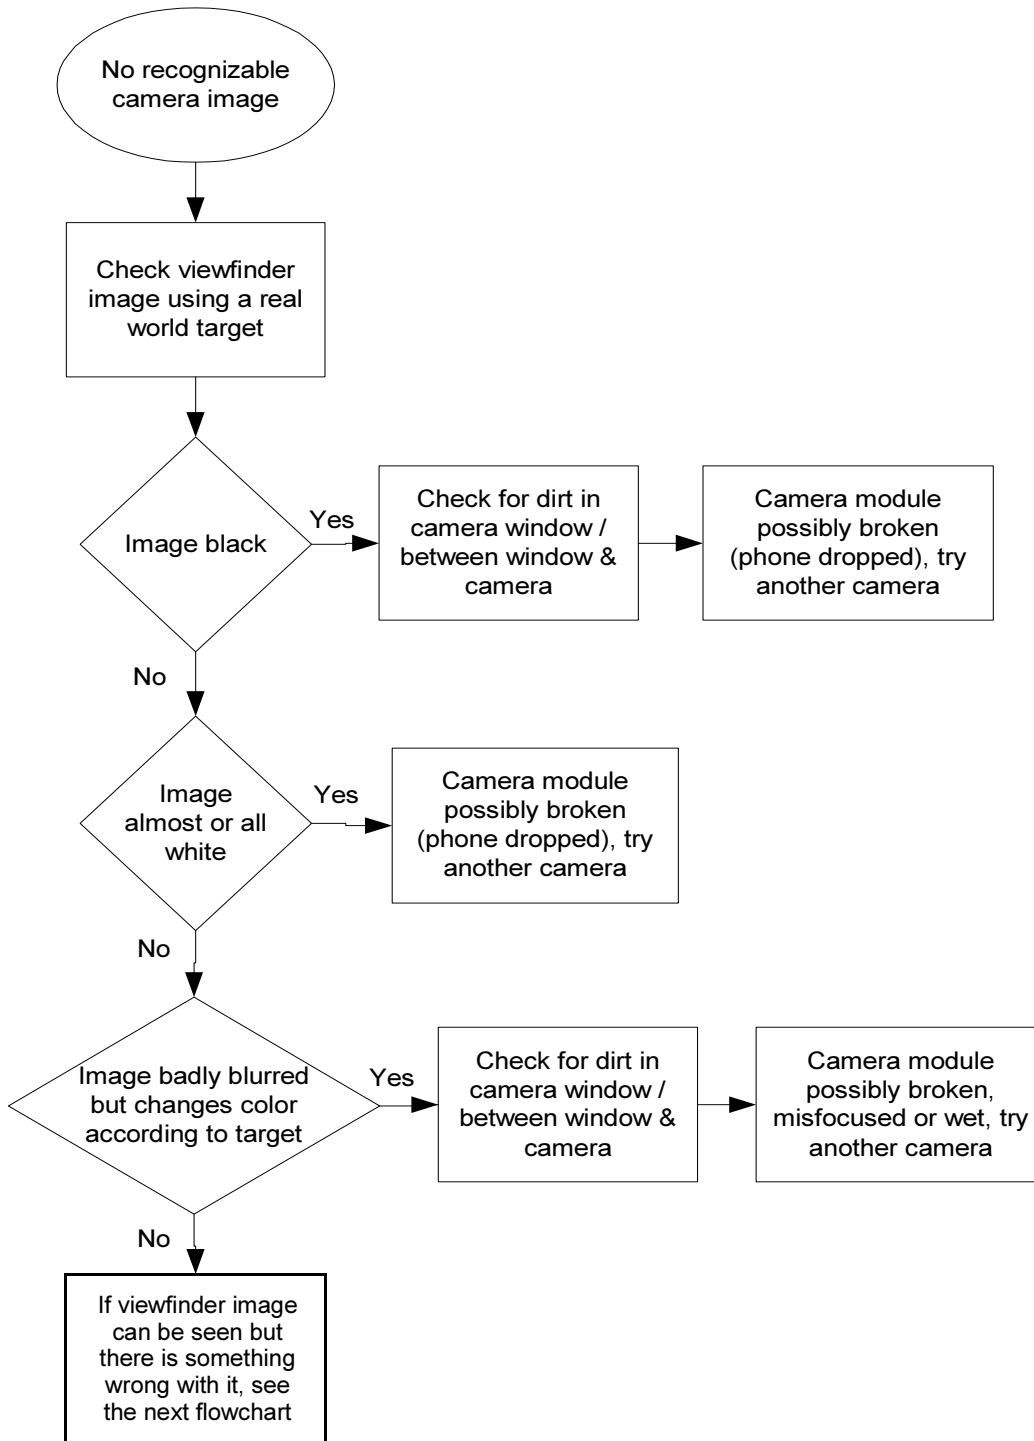 No recognizable
camera image
Check viewfinder
image using a real
world target
Image black
Yes
Check for dirt in
camera window /
between window &
camera
Camera module
possibly broken
(phone dropped), try
another camera
No
Image
almost or all
white
Yes
Camera module
possibly broken
(phone dropped), try
another camera
No
Image badly blurred
but changes color
according to target
Yes
Check for dirt in
camera window /
between window &
camera
Camera module
possibly broken,
misfocused or wet, try
another camera
No
If viewfinder image
can be seen but
there is something
wrong with it, see
the next flowchart